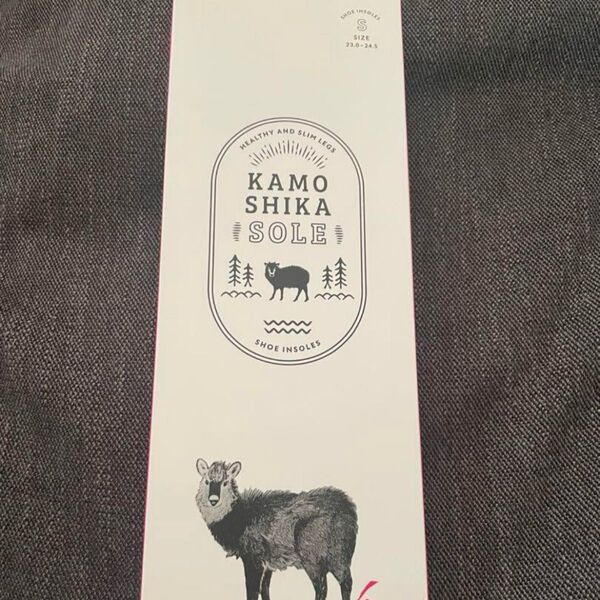 SHOE INSOLES
S
SIZE
23.0-24.5
HEALTHY AND SLIM LEGS
KAMO
SHIKA
SOLE
SHOE INSOLES